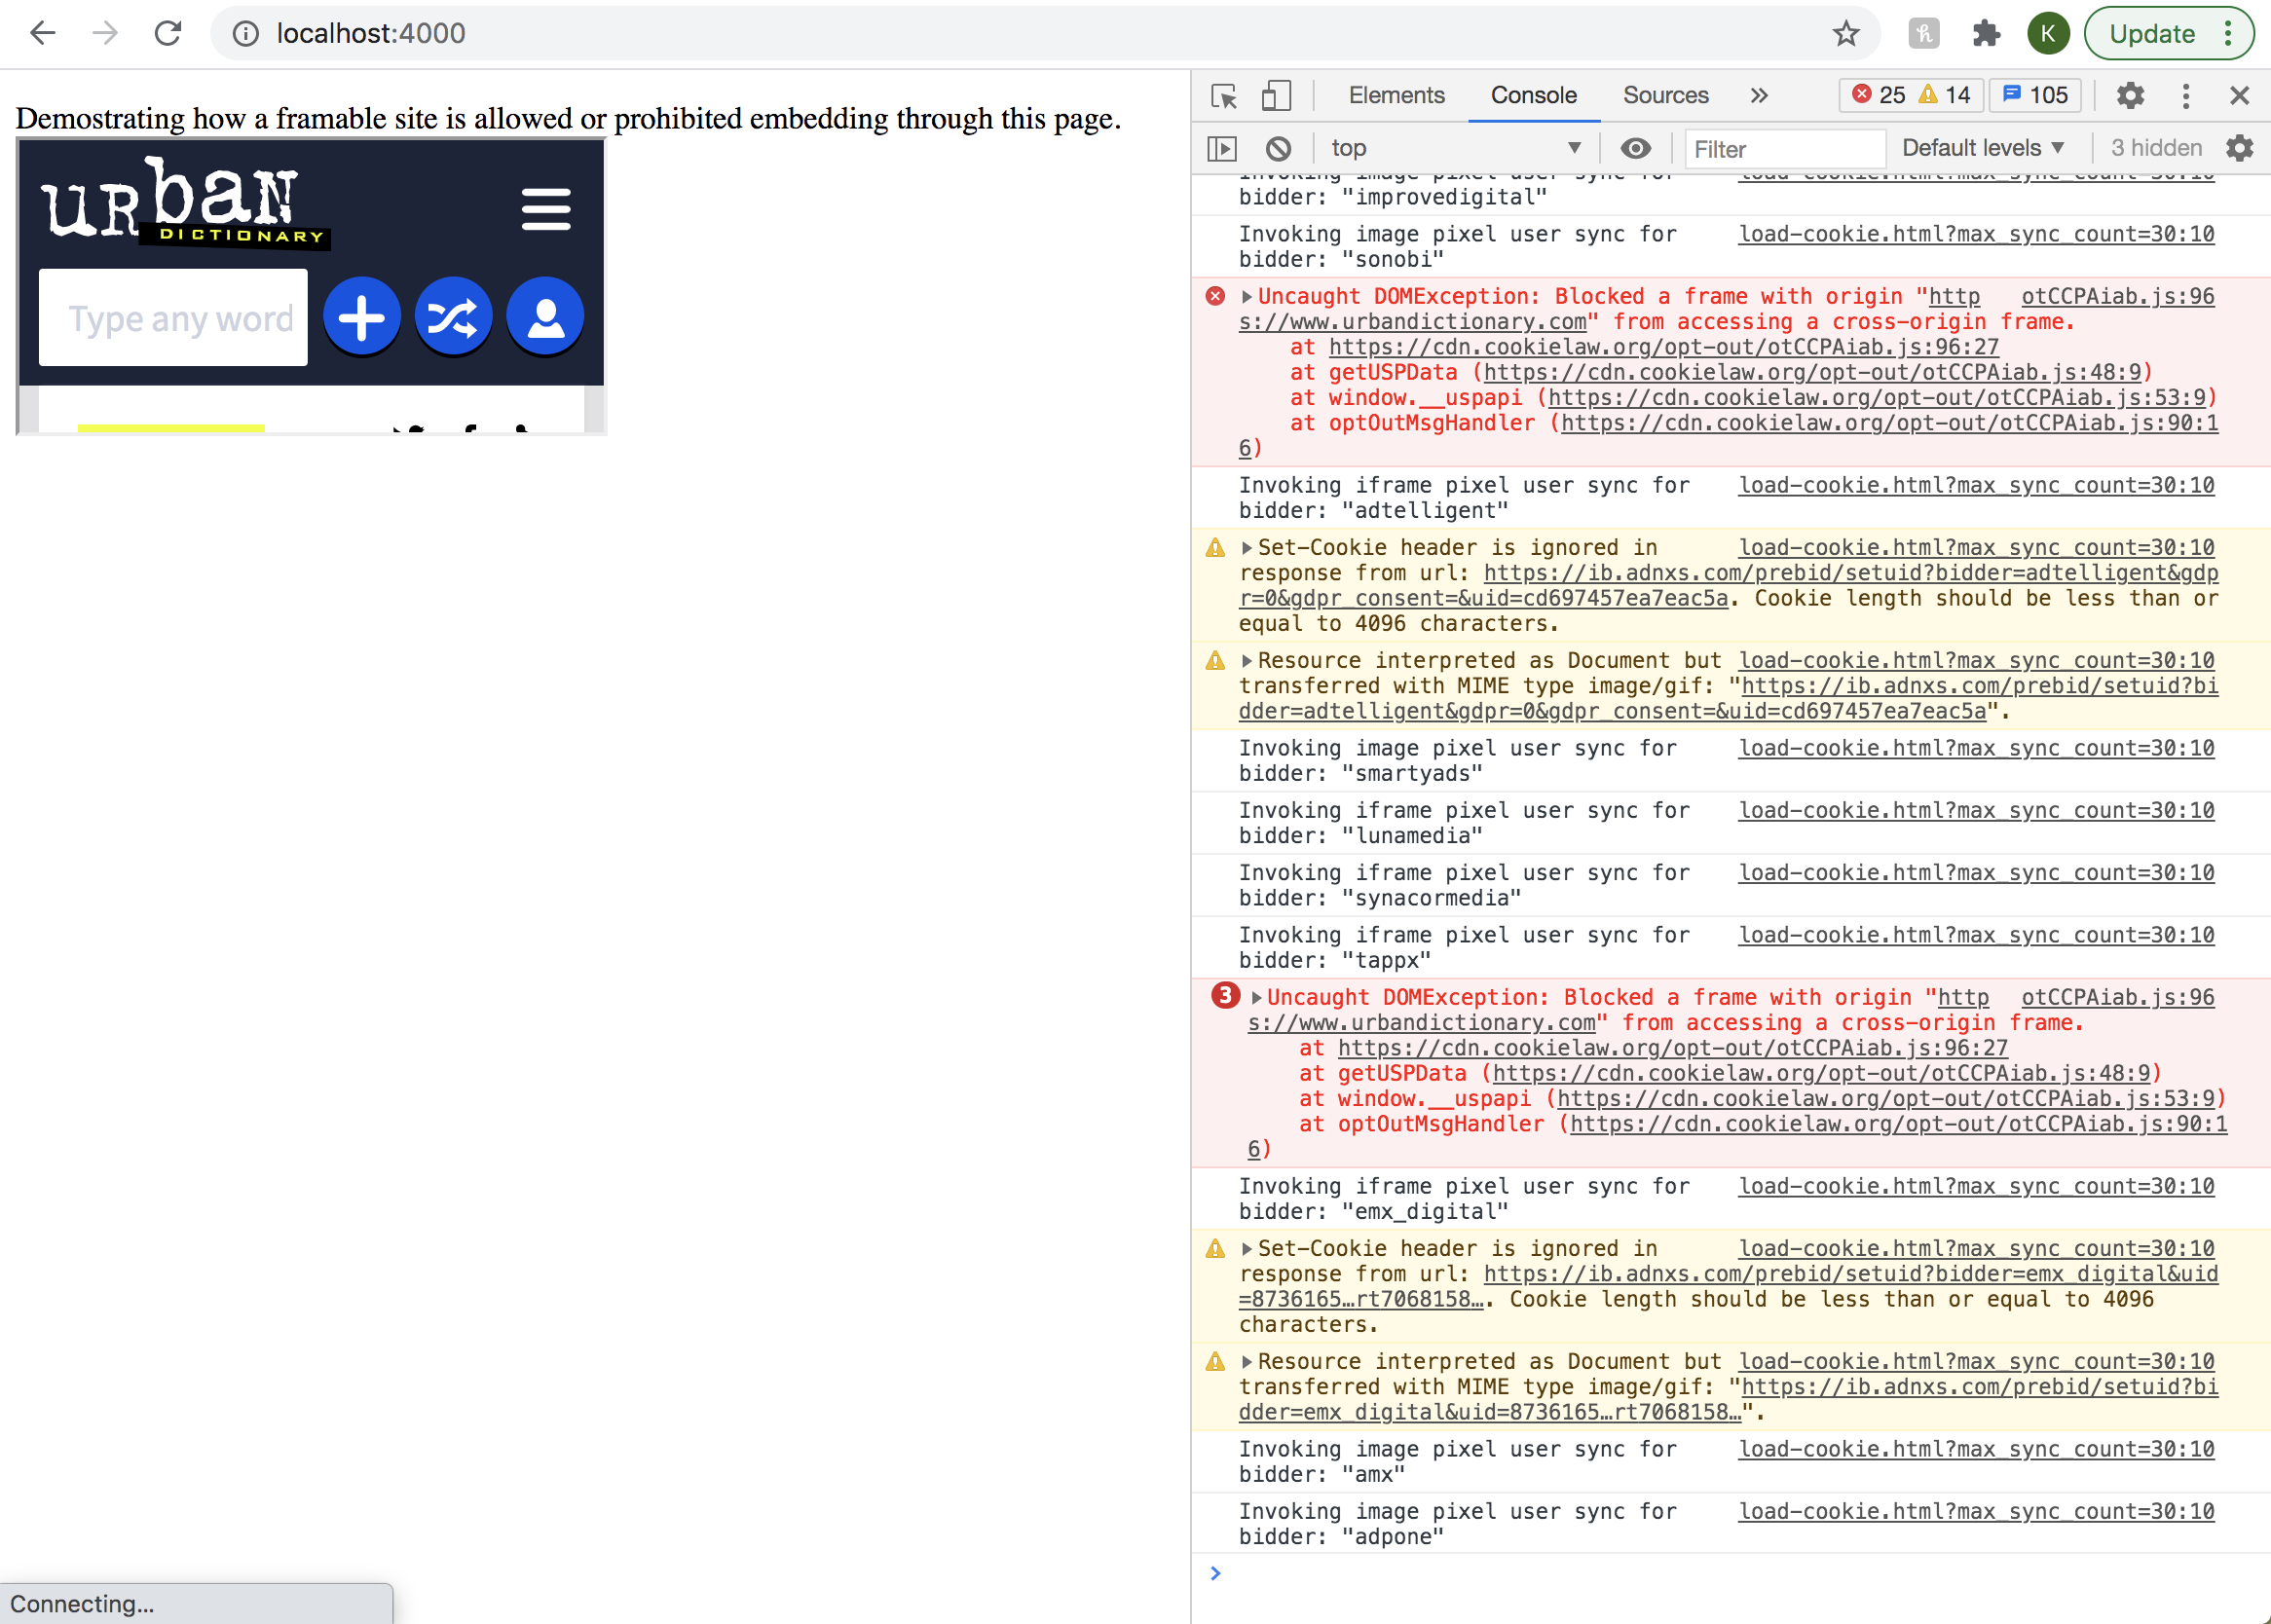 localhost:4000
K
Update
Demostrating how a framable site is allowed or prohibited embedding through this page.
urban
DICTIONARY
Type any word
Elements Console Sources » 25 14 105
top Filter Default levels 3 hidden
Invoking image pixel user sync for load-cookie.html?max_sync_count=30:10
bidder: "improvedigital"
Invoking image pixel user sync for load-cookie.html?max_sync_count=30:10
bidder: "sonobi"
Uncaught DOMException: Blocked a frame with origin "http otCCPAiab.js:96
s://www.urbandictionary.com" from accessing a cross-origin frame.
at https://cdn.cookielaw.org/opt-out/otCCPAiab.js:96:27
at getUSPData (https://cdn.cookielaw.org/opt-out/otCCPAiab.js:48:9)
at window.__uspapi (https://cdn.cookielaw.org/opt-out/otCCPAiab.js:53:9)
at optOutMsgHandler (https://cdn.cookielaw.org/opt-out/otCCPAiab.js:90:1
6)
Invoking iframe pixel user sync for load-cookie.html?max_sync_count=30:10
bidder: "adtelligent"
Set-Cookie header is ignored in load-cookie.html?max_sync_count=30:10
response from url: https://ib.adnxs.com/prebid/setuid?bidder=adtelligent&gdp
r=0&gdpr_consent=&uid=cd697457ea7eac5a. Cookie length should be less than or
equal to 4096 characters.
Resource interpreted as Document but load-cookie.html?max_sync_count=30:10
transferred with MIME type image/gif: "https://ib.adnxs.com/prebid/setuid?bi
dder=adtelligent&gdpr=0&gdpr_consent=&uid=cd697457ea7eac5a".
Invoking image pixel user sync for load-cookie.html?max_sync_count=30:10
bidder: "smartyads"
Invoking iframe pixel user sync for load-cookie.html?max_sync_count=30:10
bidder: "lunamedia"
Invoking iframe pixel user sync for load-cookie.html?max_sync_count=30:10
bidder: "synacormedia"
Invoking iframe pixel user sync for load-cookie.html?max_sync_count=30:10
bidder: "tappx"
3 Uncaught DOMException: Blocked a frame with origin "http otCCPAiab.js:96
s://www.urbandictionary.com" from accessing a cross-origin frame.
at https://cdn.cookielaw.org/opt-out/otCCPAiab.js:96:27
at getUSPData (https://cdn.cookielaw.org/opt-out/otCCPAiab.js:48:9)
at window.__uspapi (https://cdn.cookielaw.org/opt-out/otCCPAiab.js:53:9)
at optOutMsgHandler (https://cdn.cookielaw.org/opt-out/otCCPAiab.js:90:1
6)
Invoking iframe pixel user sync for load-cookie.html?max_sync_count=30:10
bidder: "emx_digital"
Set-Cookie header is ignored in load-cookie.html?max_sync_count=30:10
response from url: https://ib.adnxs.com/prebid/setuid?bidder=emx_digital&uid
=8736165…rt7068158…. Cookie length should be less than or equal to 4096
characters.
Resource interpreted as Document but load-cookie.html?max_sync_count=30:10
transferred with MIME type image/gif: "https://ib.adnxs.com/prebid/setuid?bi
dder=emx_digital&uid=8736165…rt7068158…".
Invoking image pixel user sync for load-cookie.html?max_sync_count=30:10
bidder: "amx"
Invoking image pixel user sync for load-cookie.html?max_sync_count=30:10
bidder: "adpone"
Connecting...